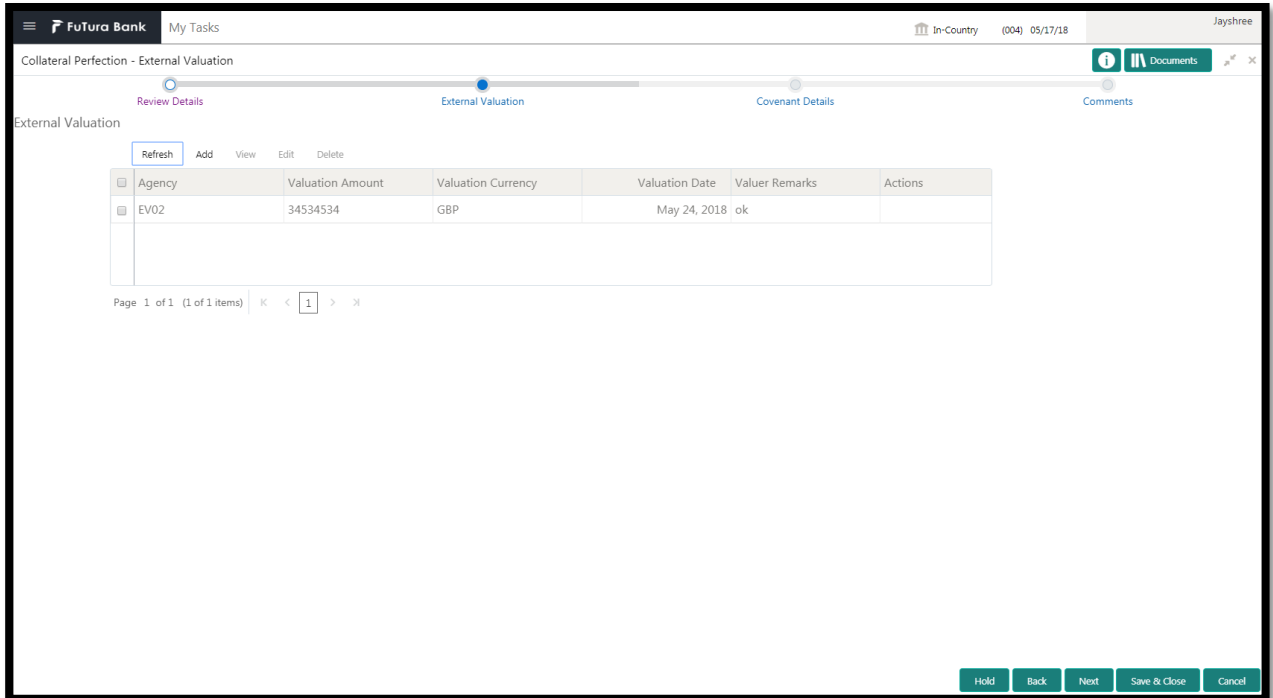 FuTura Bank My Tasks In-Country (004) 05/17/18 Jayshree
Collateral Perfection - External Valuation Documents
Review Details External Valuation Covenant Details Comments
External Valuation
Refresh Add View Edit Delete
Agency Valuation Amount Valuation Currency Valuation Date Valuer Remarks Actions
EV02 34534534 GBP May 24, 2018 ok
Page 1 of 1 (1 of 1 items) 1
Hold Back Next Save & Close Cancel